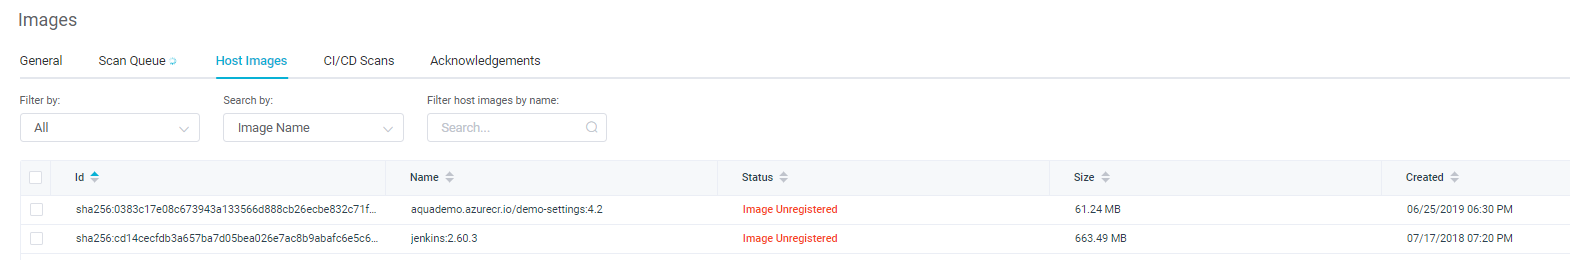 Images
General Scan Queue Host Images CI/CD Scans Acknowledgements
Filter by: Search by: Filter host images by name:
All Image Name Search...
Id Name Status Size Created
sha256:0383c17e08c673943a133566d888cb26ecbe832c71f... aquademo.azurecr.io/demo-settings:4.2 Image Unregistered 61.24 MB 06/25/2019 06:30 PM
sha256:cd14cecfdb3a657ba7d05bea026e7ac8b9abafc6e5c6... jenkins:2.60.3 Image Unregistered 663.49 MB 07/17/2018 07:20 PM